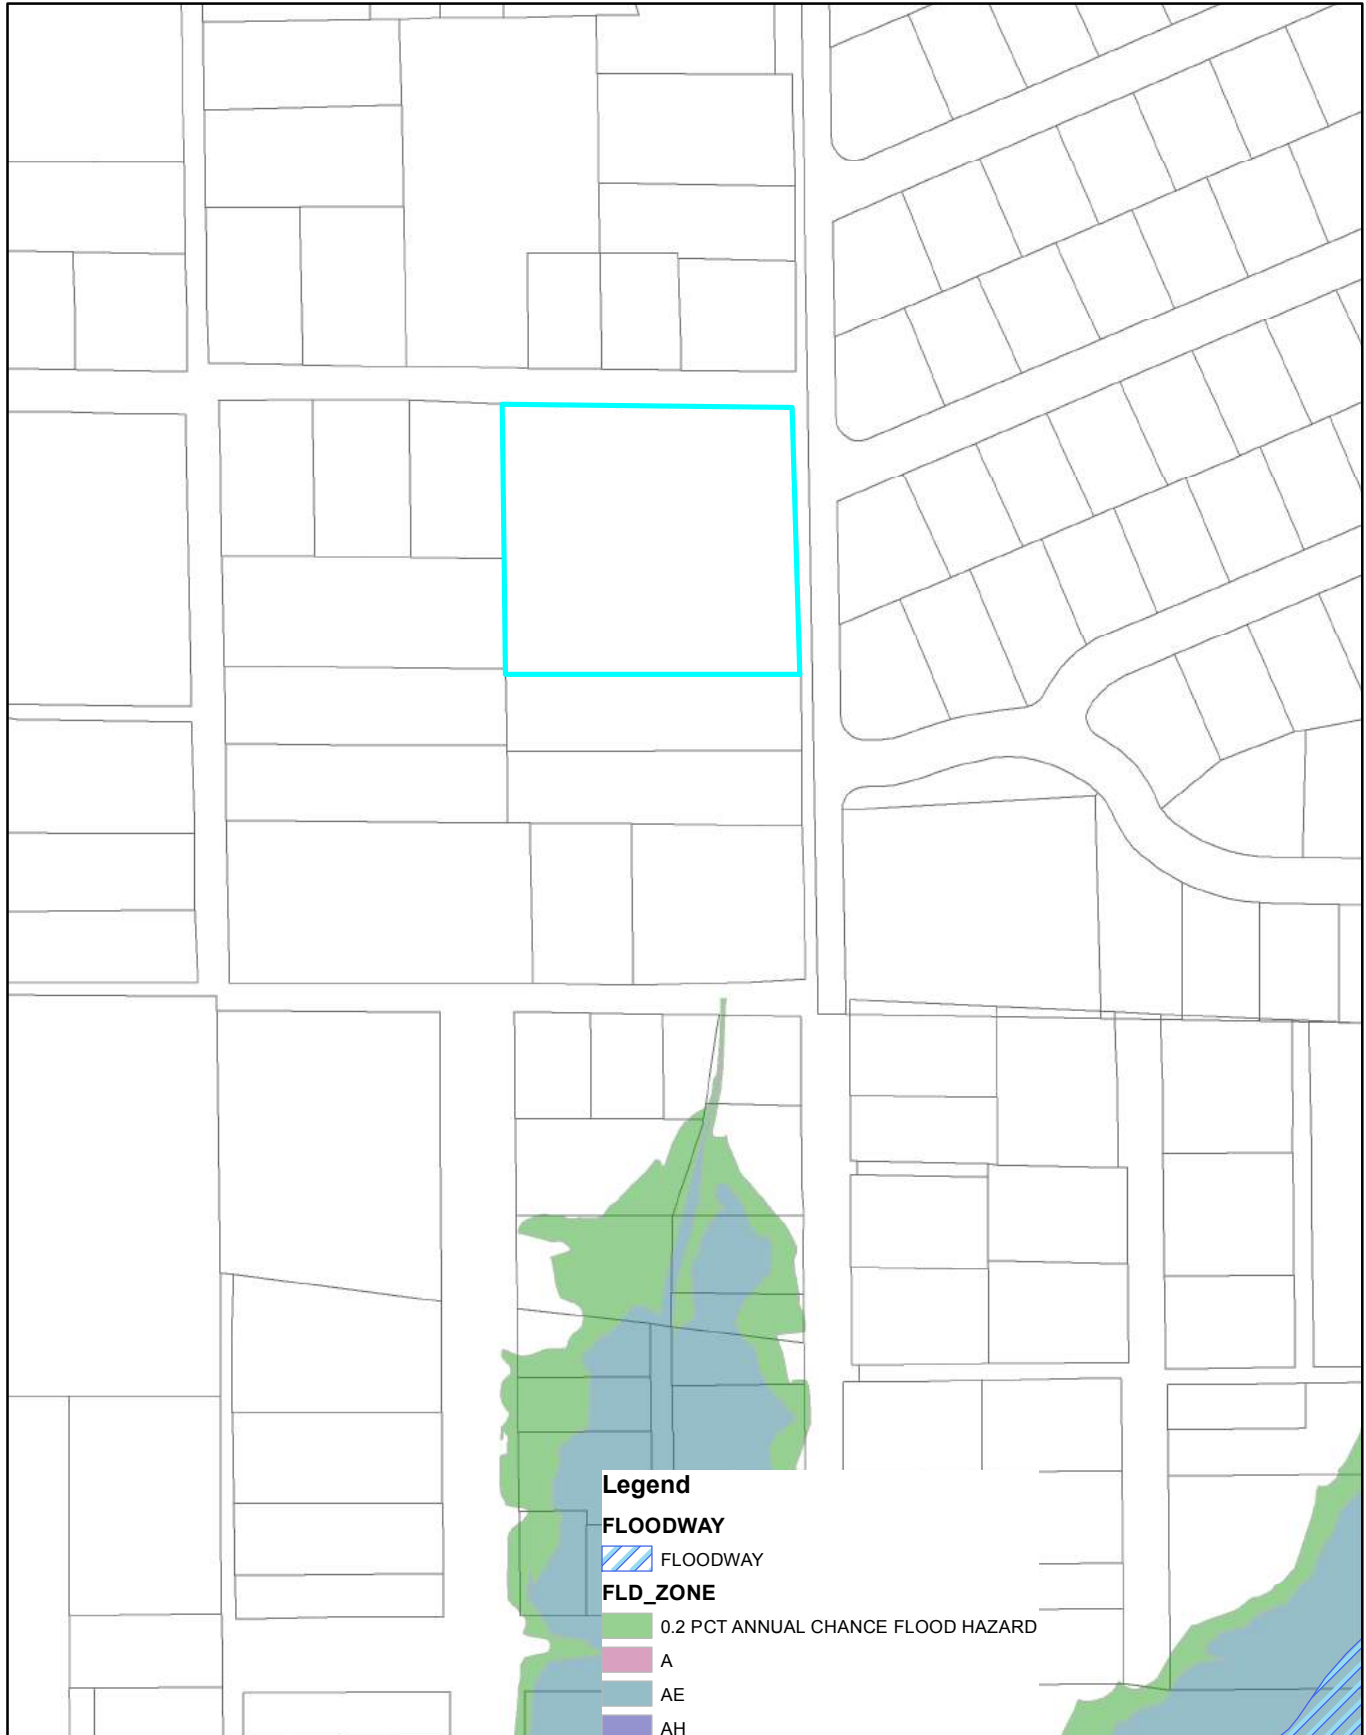 Legend
FLOODWAY
FLOODWAY
FLD_ZONE
0.2 PCT ANNUAL CHANCE FLOOD HAZARD
A
AE
AH